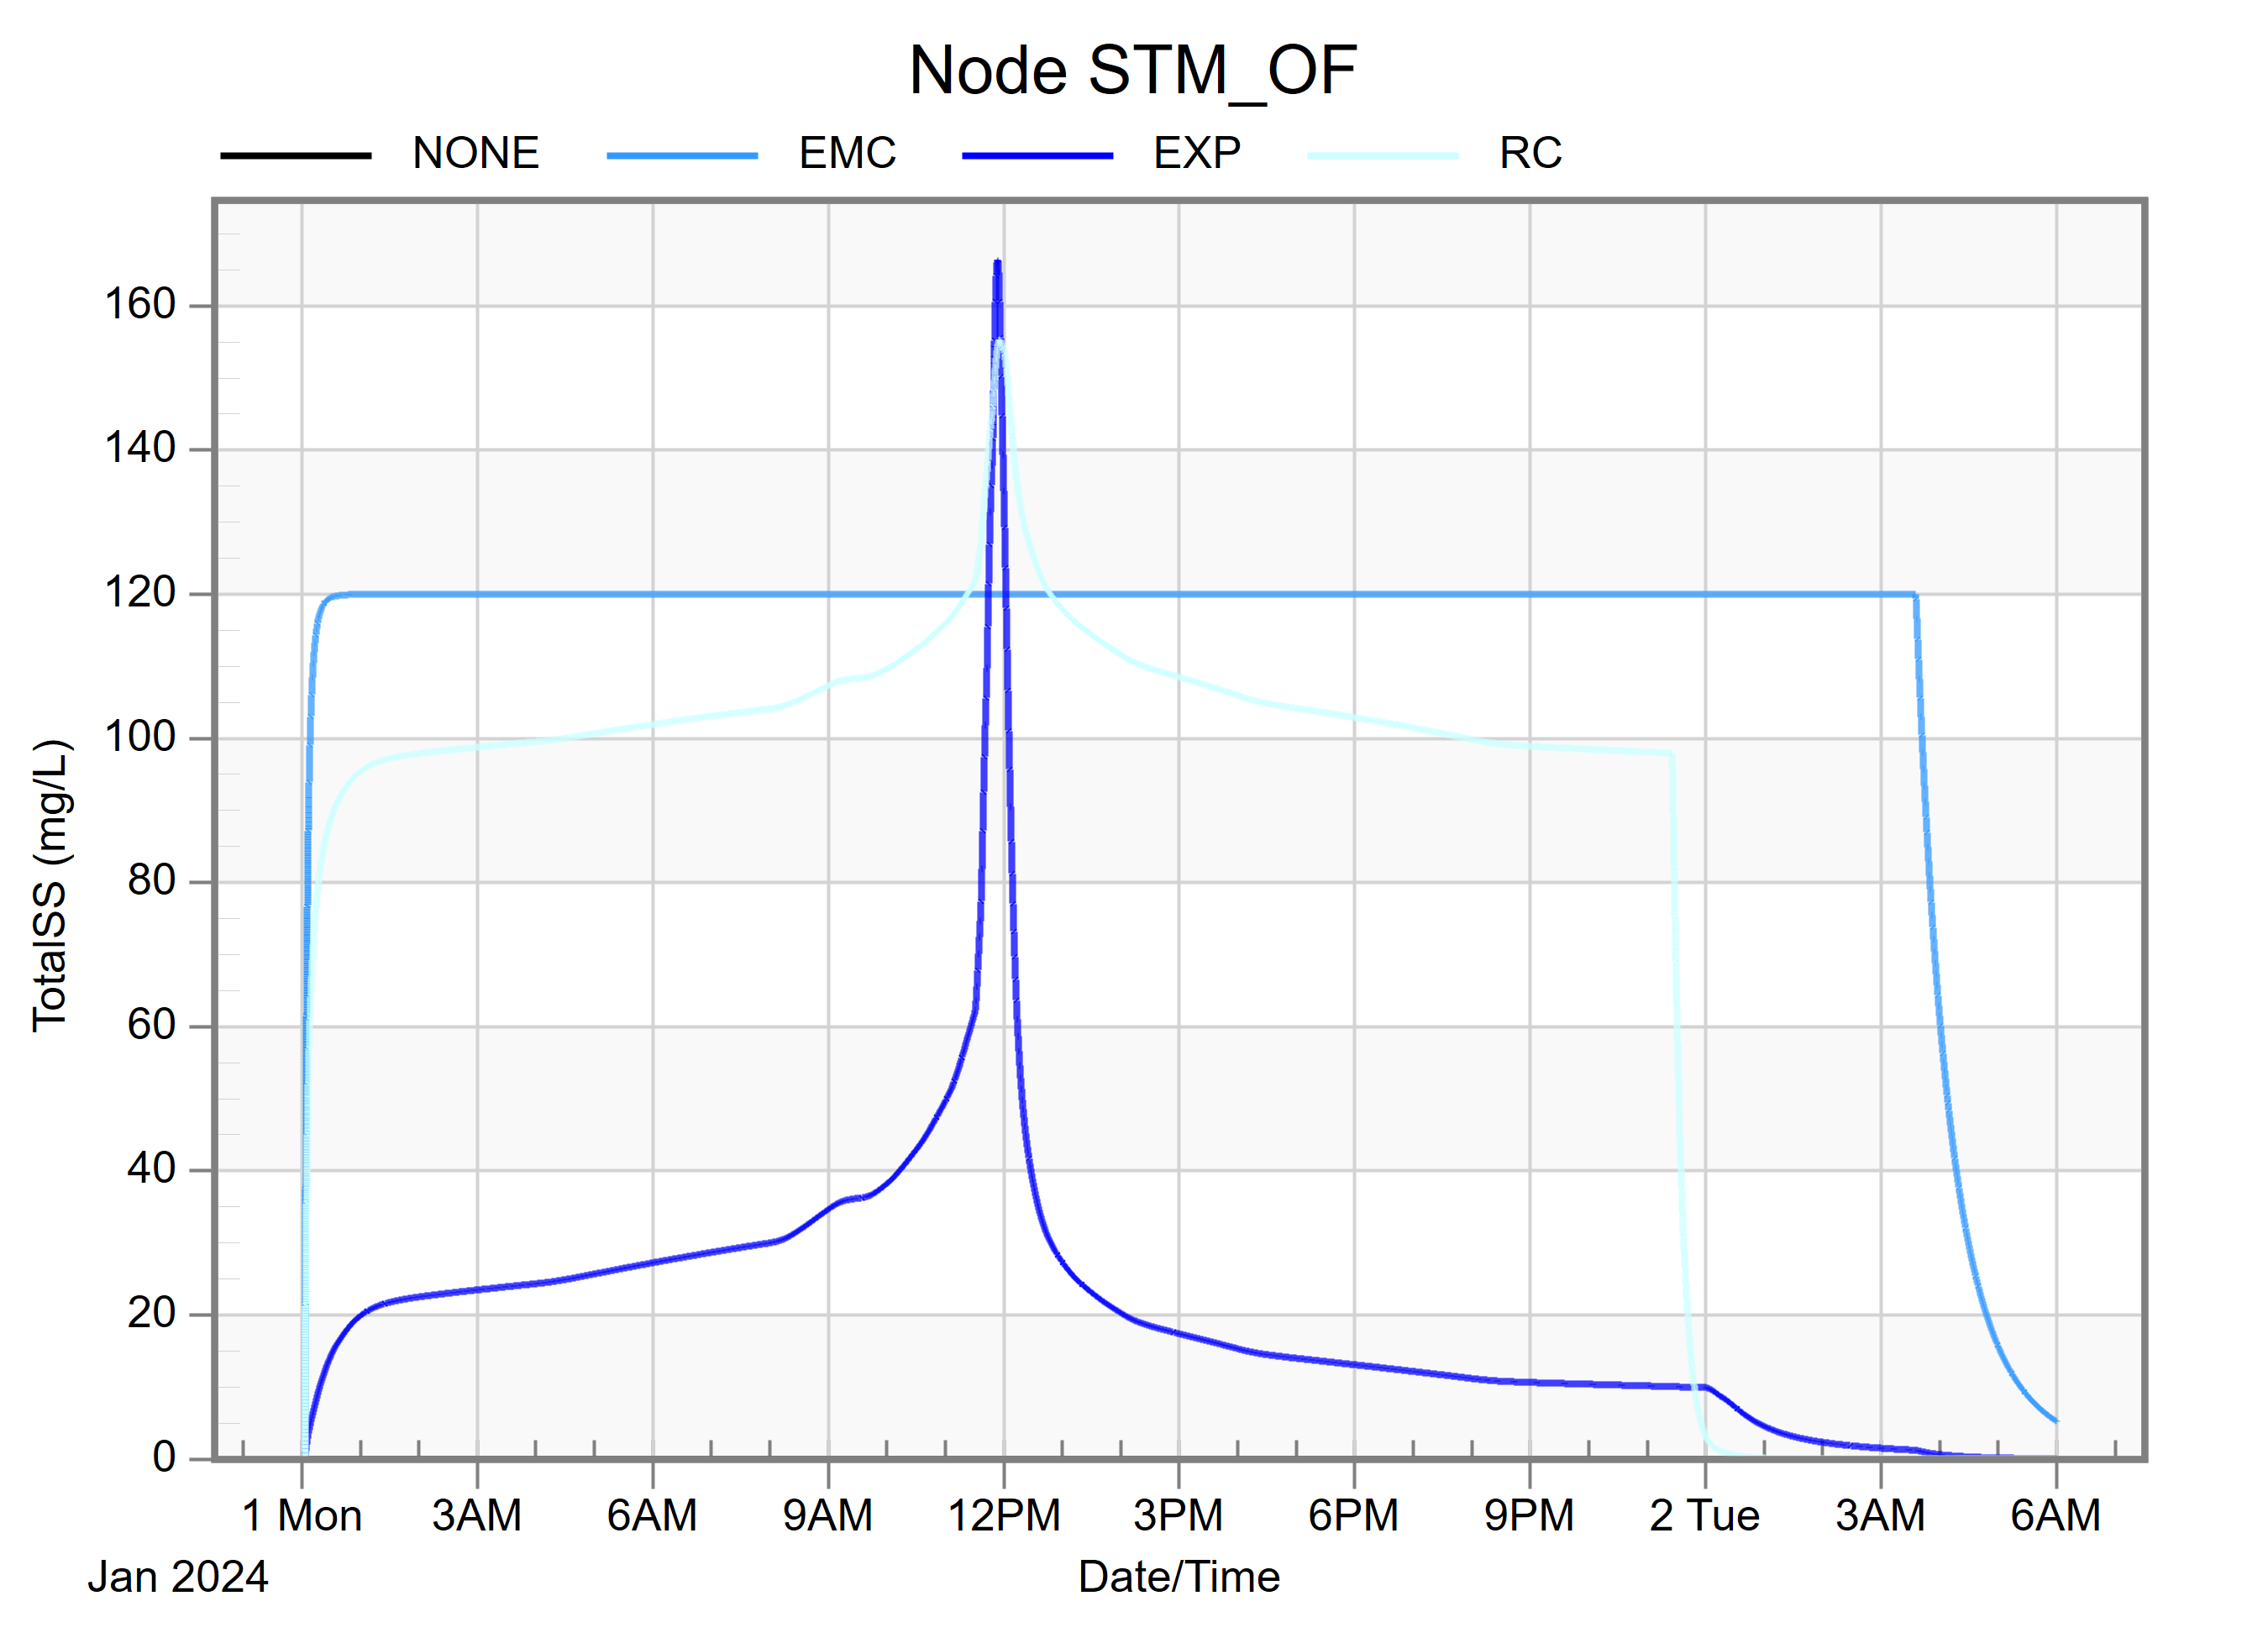 Node STM_OF
NONE EMC EXP RC
TotalSS (mg/L)
160
140
120
100
80
60
40
20
0
1 Mon 3AM 6AM 9AM 12PM 3PM 6PM 9PM 2 Tue 3AM 6AM
Jan 2024 Date/Time